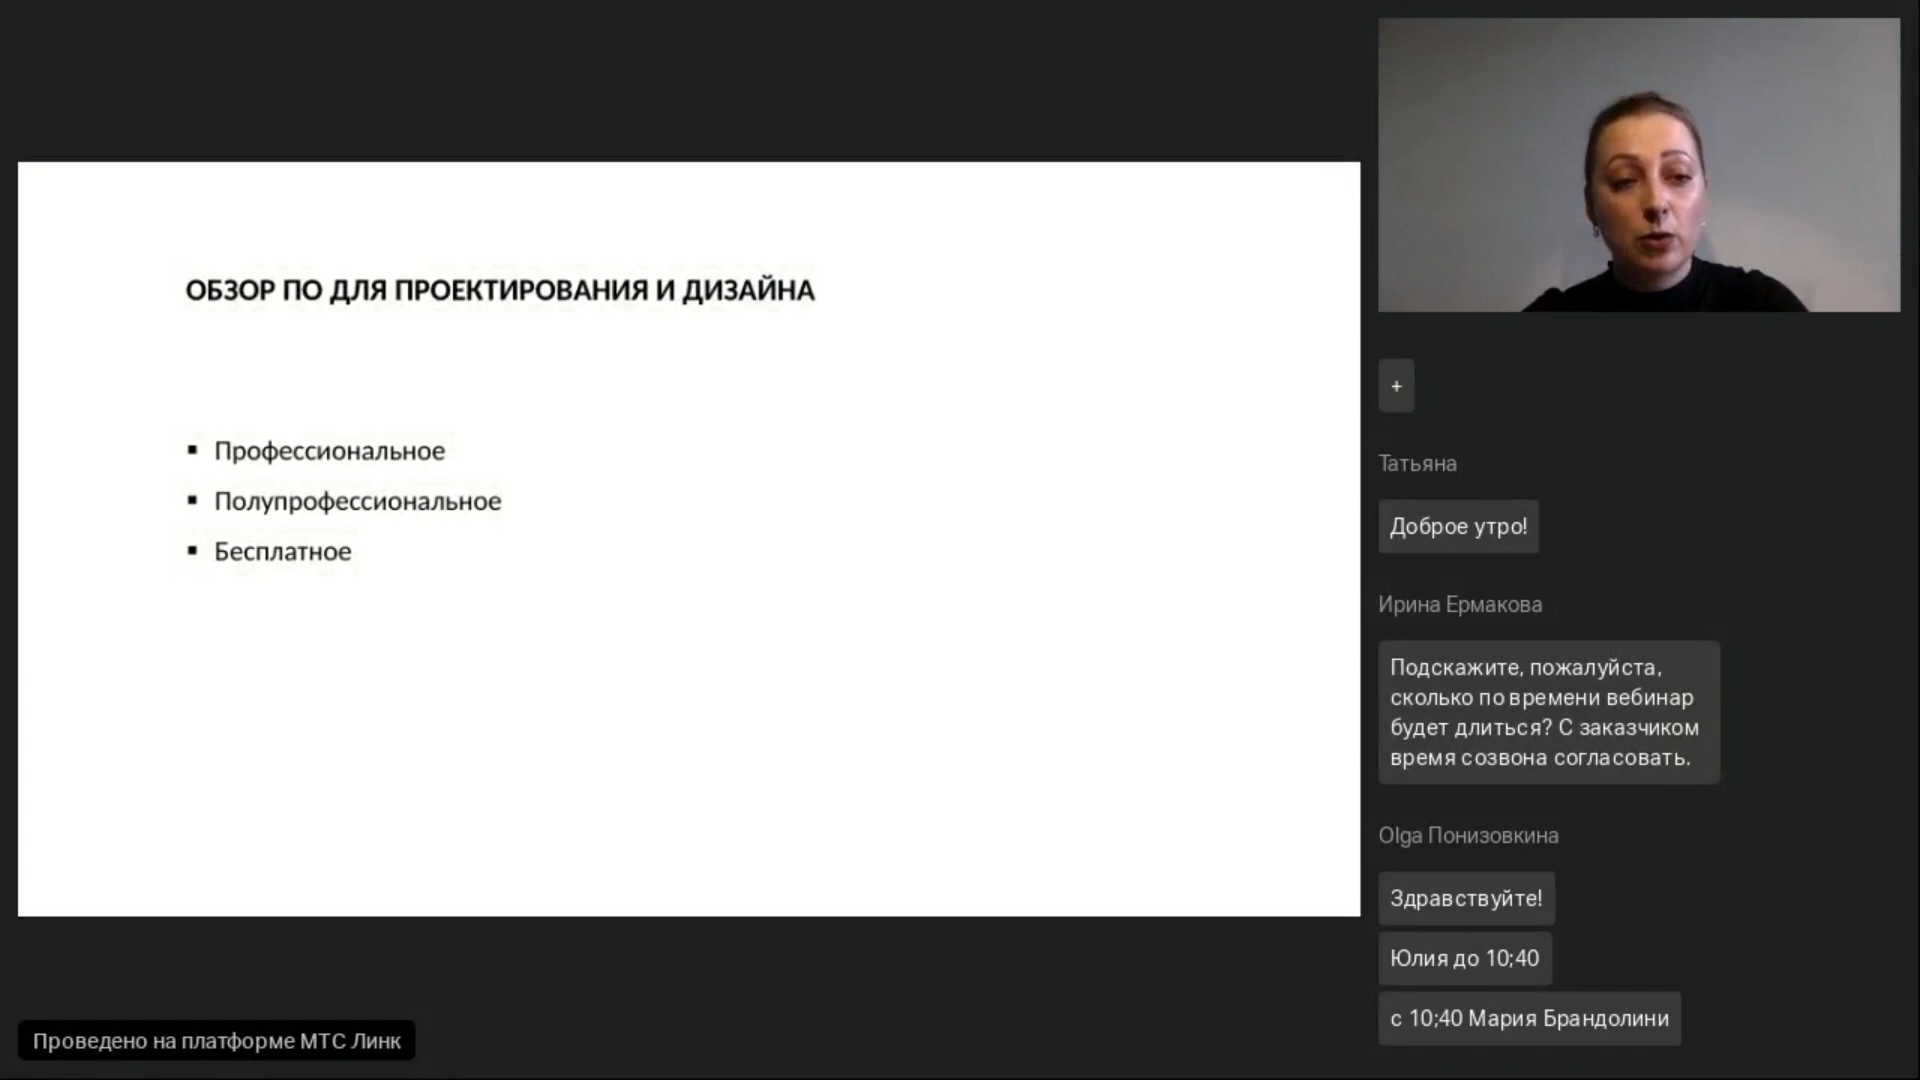 ОБЗОР ПО ДЛЯ ПРОЕКТИРОВАНИЯ И ДИЗАЙНА
▪ Профессиональное
▪ Полупрофессиональное
▪ Бесплатное
Проведено на платформе МТС Линк
+
Татьяна
Доброе утро!
Ирина Ермакова
Подскажите, пожалуйста,
сколько по времени вебинар
будет длиться? С заказчиком
время созвона согласовать.
Olga Понизовкина
Здравствуйте!
Юлия до 10;40
с 10;40 Мария Брандолини